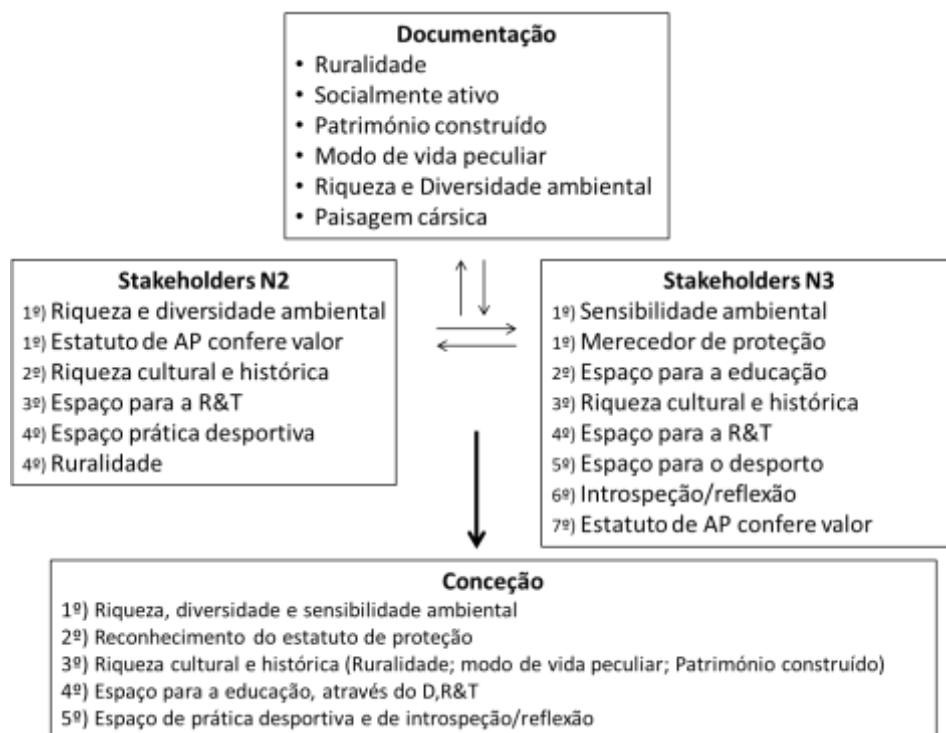 Documentação
• Ruralidade
• Socialmente ativo
• Património construído
• Modo de vida peculiar
• Riqueza e Diversidade ambiental
• Paisagem cársica
Stakeholders N2
1º) Riqueza e diversidade ambiental
1º) Estatuto de AP confere valor
2º) Riqueza cultural e histórica
3º) Espaço para a R&T
4º) Espaço prática desportiva
4º) Ruralidade
Stakeholders N3
1º) Sensibilidade ambiental
1º) Merecedor de proteção
2º) Espaço para a educação
3º) Riqueza cultural e histórica
4º) Espaço para a R&T
5º) Espaço para o desporto
6º) Introspeção/reflexão
7º) Estatuto de AP confere valor
Conceção
1º) Riqueza, diversidade e sensibilidade ambiental
2º) Reconhecimento do estatuto de proteção
3º) Riqueza cultural e histórica (Ruralidade; modo de vida peculiar; Património construído)
4º) Espaço para a educação, através do D,R&T
5º) Espaço de prática desportiva e de introspeção/reflexão